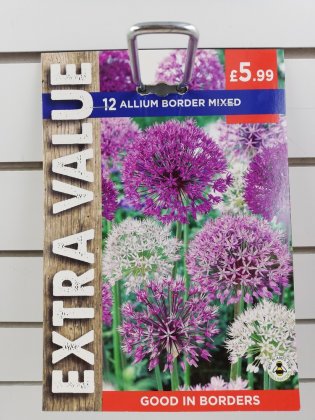 EXTRA VALUE
£5.99
12 ALLIUM BORDER MIXED
GOOD IN BORDERS